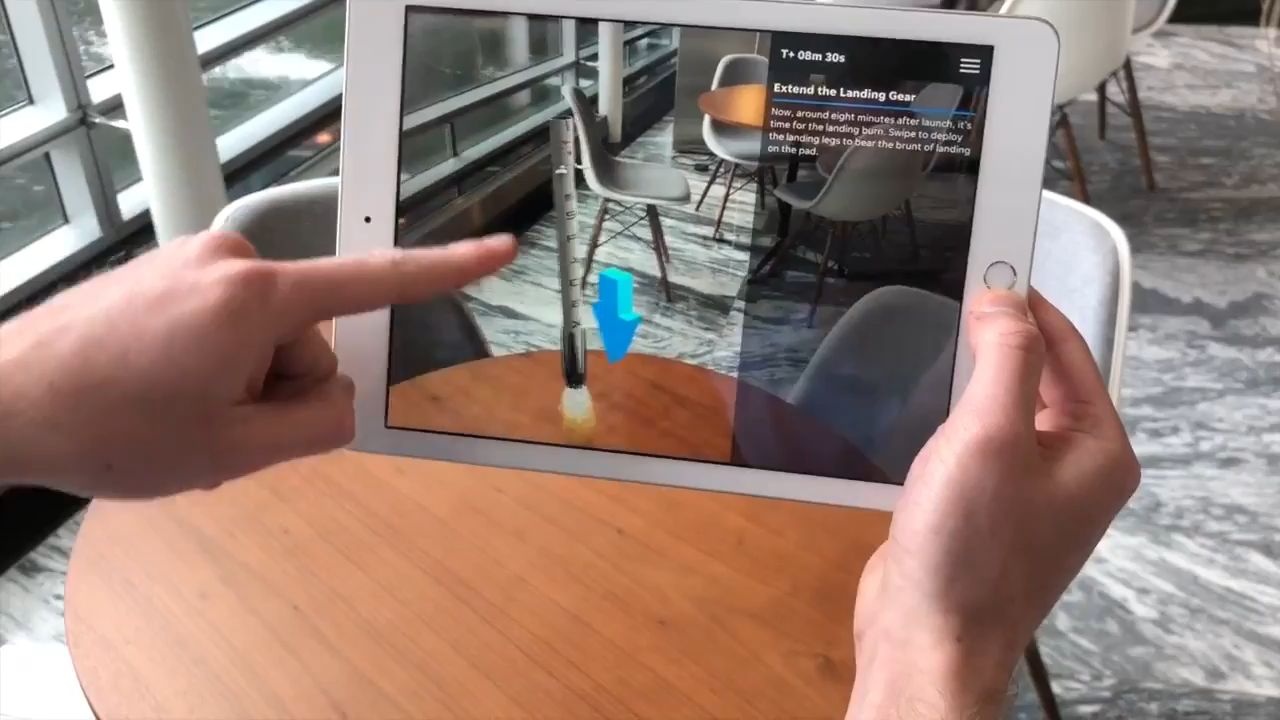 T+ 08m 30s
Extend the Landing Gear
Now, around eight minutes after launch, it's
time for the landing burn. Swipe to deploy
the landing legs to bear the brunt of landing
on the pad.